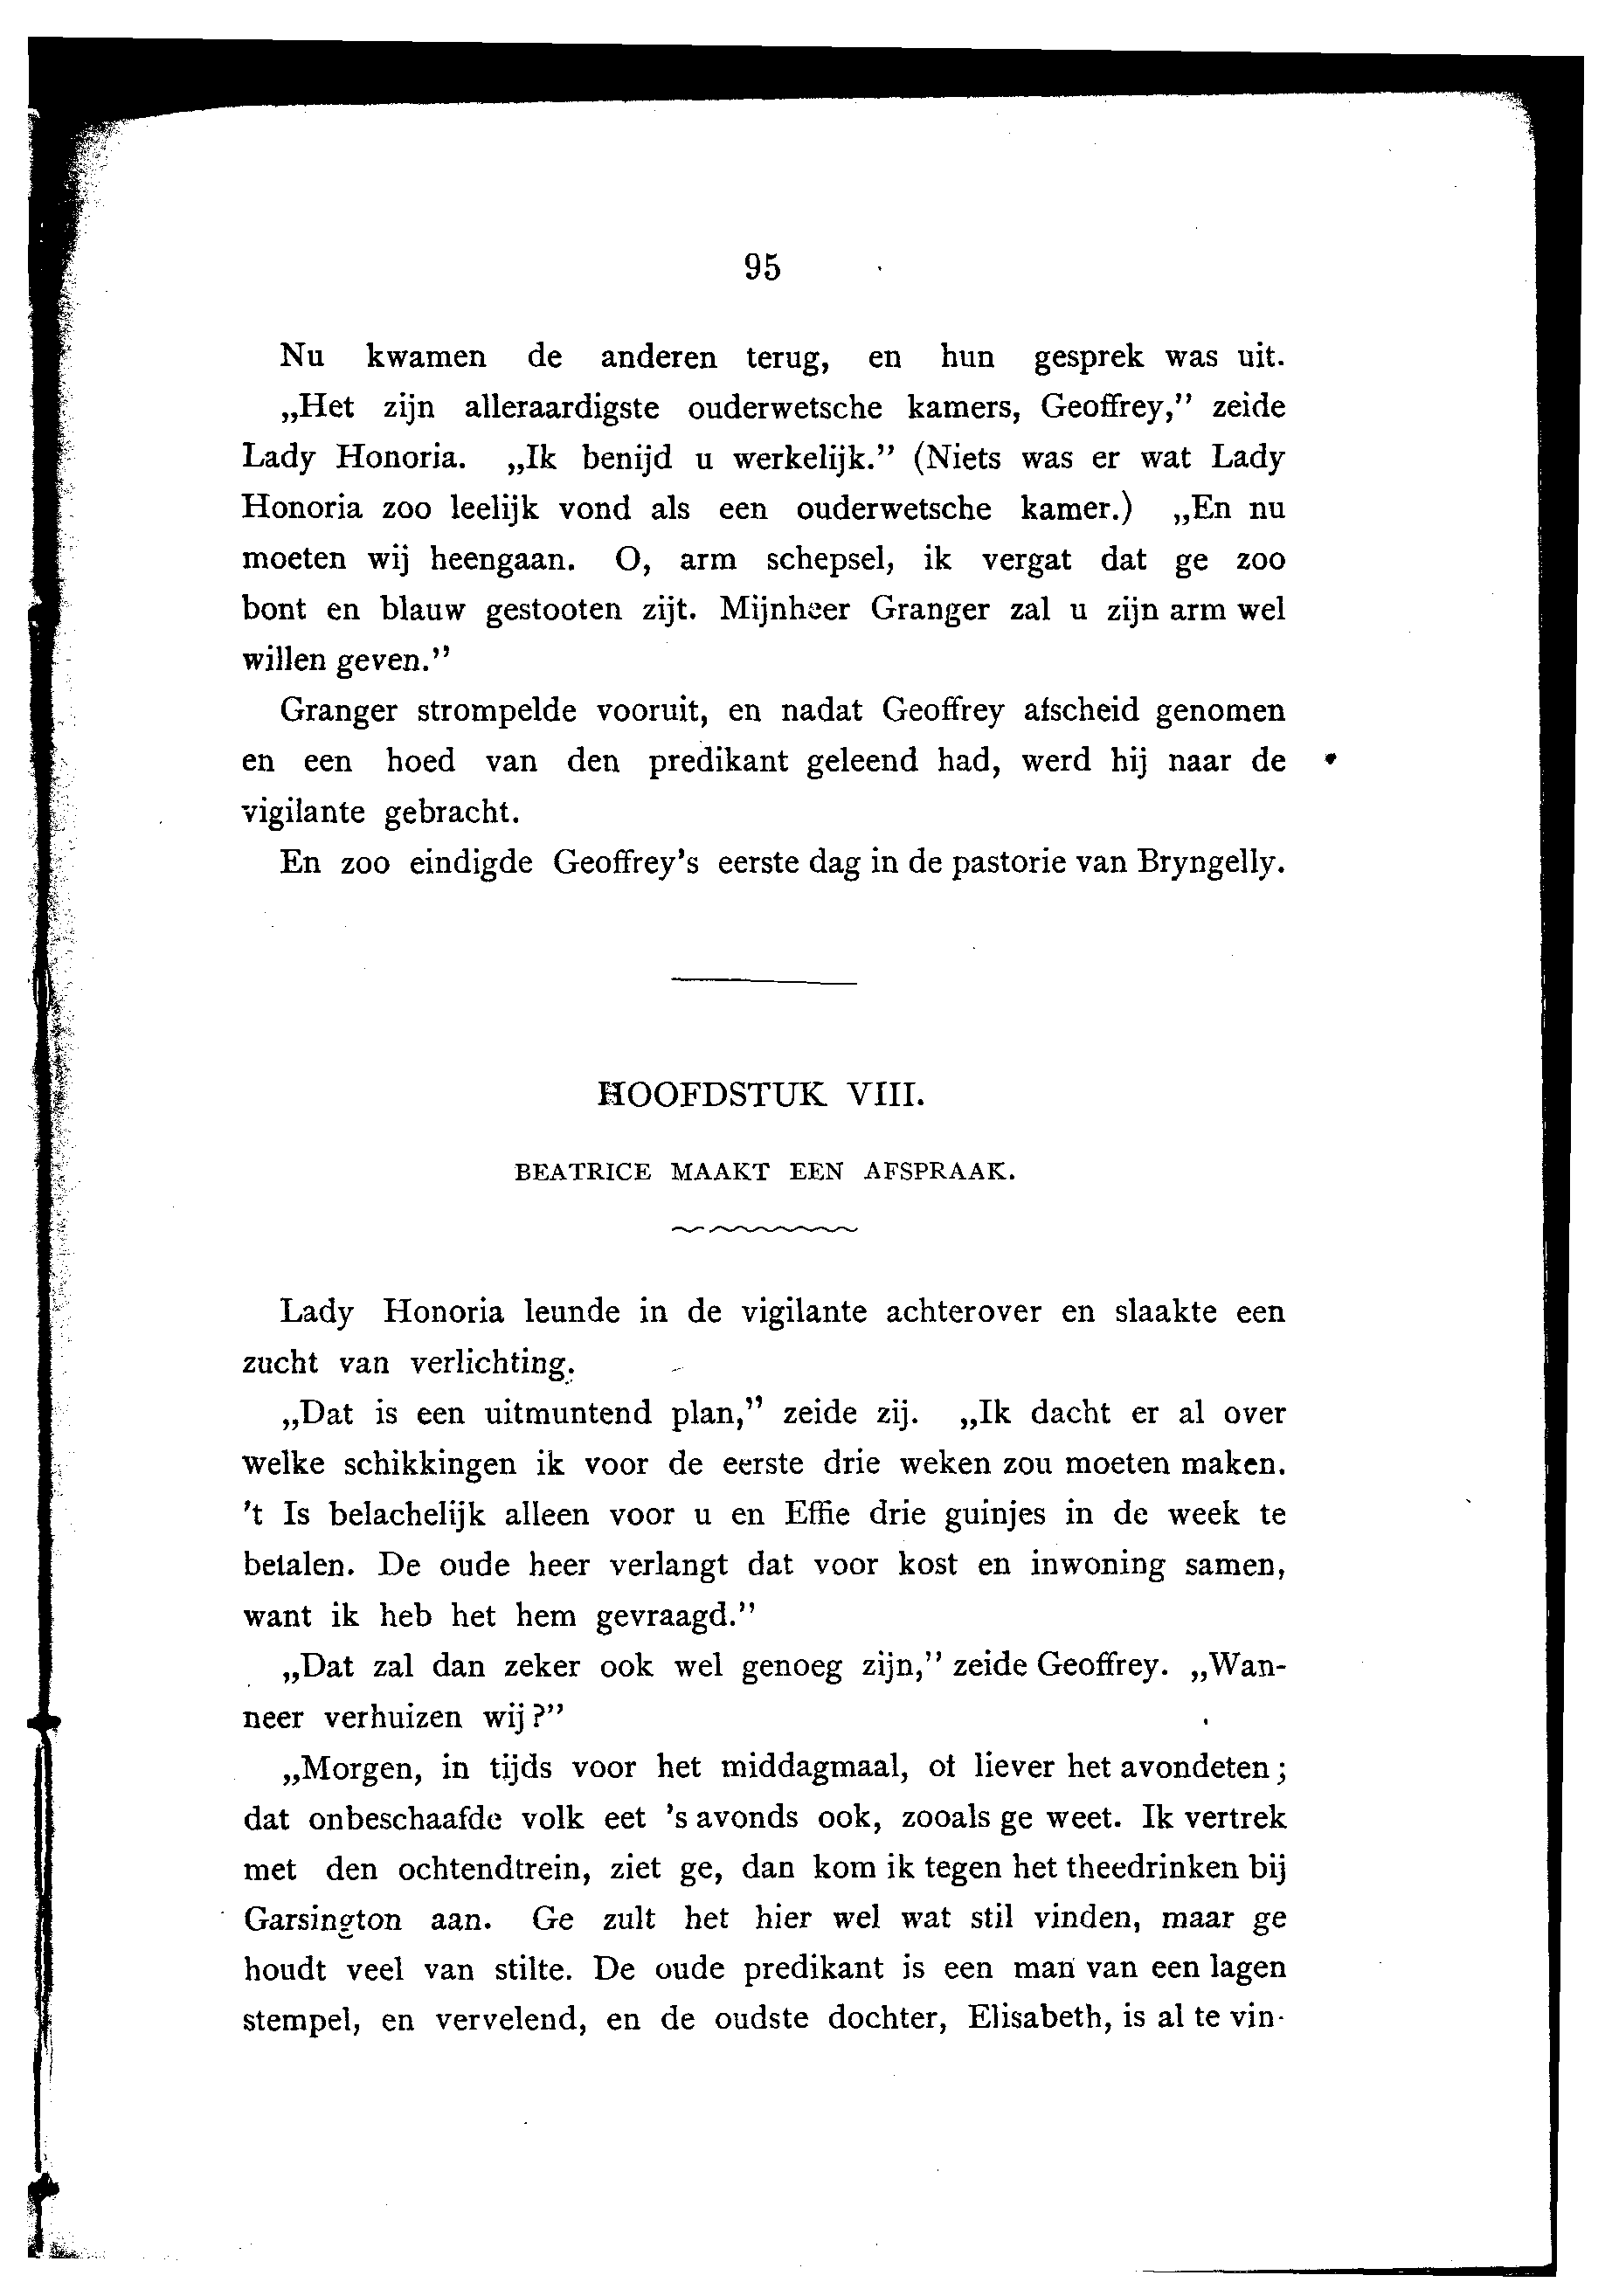 95
Nu kwamen de anderen terug, en hun gesprek was uit.
„Het zijn alleraardigste ouderwetsche kamers, Geoffrey,” zeide
Lady Honoria. „Ik benijd u werkelijk.” (Niets was er wat Lady
Honoria zoo leelijk vond als een ouderwetsche kamer.) „En nu
moeten wij heengaan. O, arm schepsel, ik vergat dat ge zoo
bont en blauw gestooten zijt. Mijnheer Granger zal u zijn arm wel
willen geven.”
Granger strompelde vooruit, en nadat Geoffrey afscheid genomen
en een hoed van den predikant geleend had, werd hij naar de
vigilante gebracht.
En zoo eindigde Geoffrey's eerste dag in de pastorie van Bryngelly.
HOOFDSTUK VIII.
BEATRICE MAAKT EEN AFSPRAAK.
Lady Honoria leunde in de vigilante achterover en slaakte een
zucht van verlichting.
„Dat is een uitmuntend plan,” zeide zij. „Ik dacht er al over
welke schikkingen ik voor de eerste drie weken zou moeten maken.
't Is belachelijk alleen voor u en Effie drie guinjes in de week te
betalen. De oude heer verlangt dat voor kost en inwoning samen,
want ik heb het hem gevraagd.”
„Dat zal dan zeker ook wel genoeg zijn,” zeide Geoffrey. „Wan-
neer verhuizen wij?”
„Morgen, in tijds voor het middagmaal, of liever het avondeten;
dat onbeschaafde volk eet 's avonds ook, zooals ge weet. Ik vertrek
met den ochtendtrein, ziet ge, dan kom ik tegen het theedrinken bij
Garsington aan. Ge zult het hier wel wat stil vinden, maar ge
houdt veel van stilte. De oude predikant is een man van een lagen
stempel, en vervelend, en de oudste dochter, Elisabeth, is al te vin-